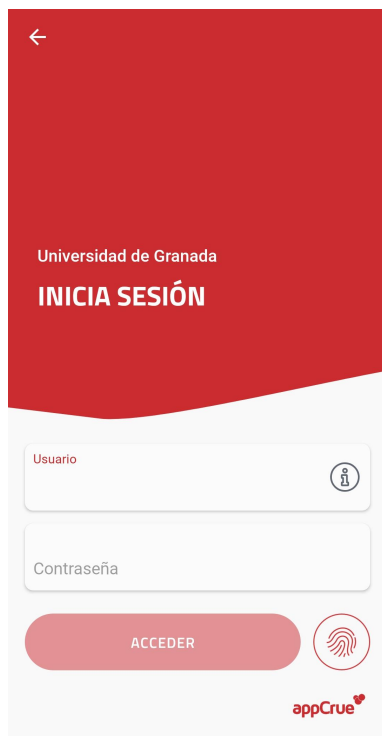 Universidad de Granada
INICIA SESIÓN
Usuario
Contraseña
ACCEDER
appCrue